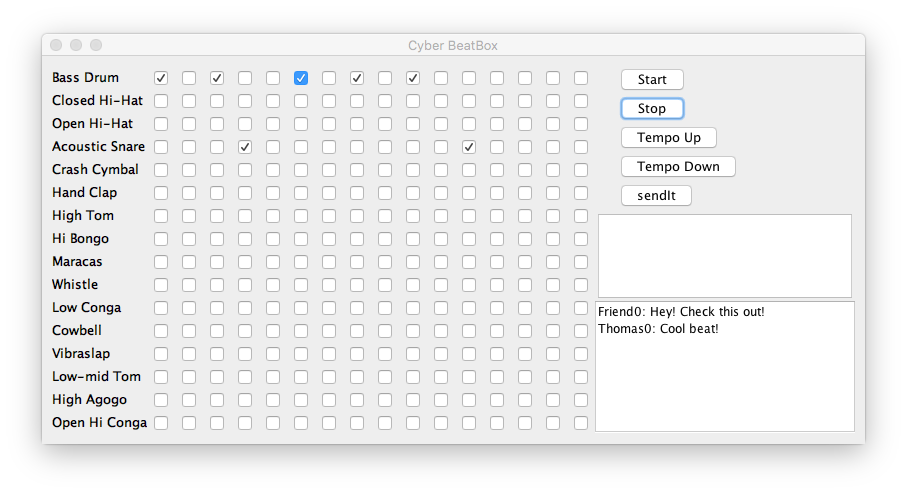 Cyber BeatBox
Bass Drum
Closed Hi-Hat
Open Hi-Hat
Acoustic Snare
Crash Cymbal
Hand Clap
High Tom
Hi Bongo
Maracas
Whistle
Low Conga
Cowbell
Vibraslap
Low-mid Tom
High Agogo
Open Hi Conga
Start
Stop
Tempo Up
Tempo Down
sendIt
Friend0: Hey! Check this out!
Thomas0: Cool beat!